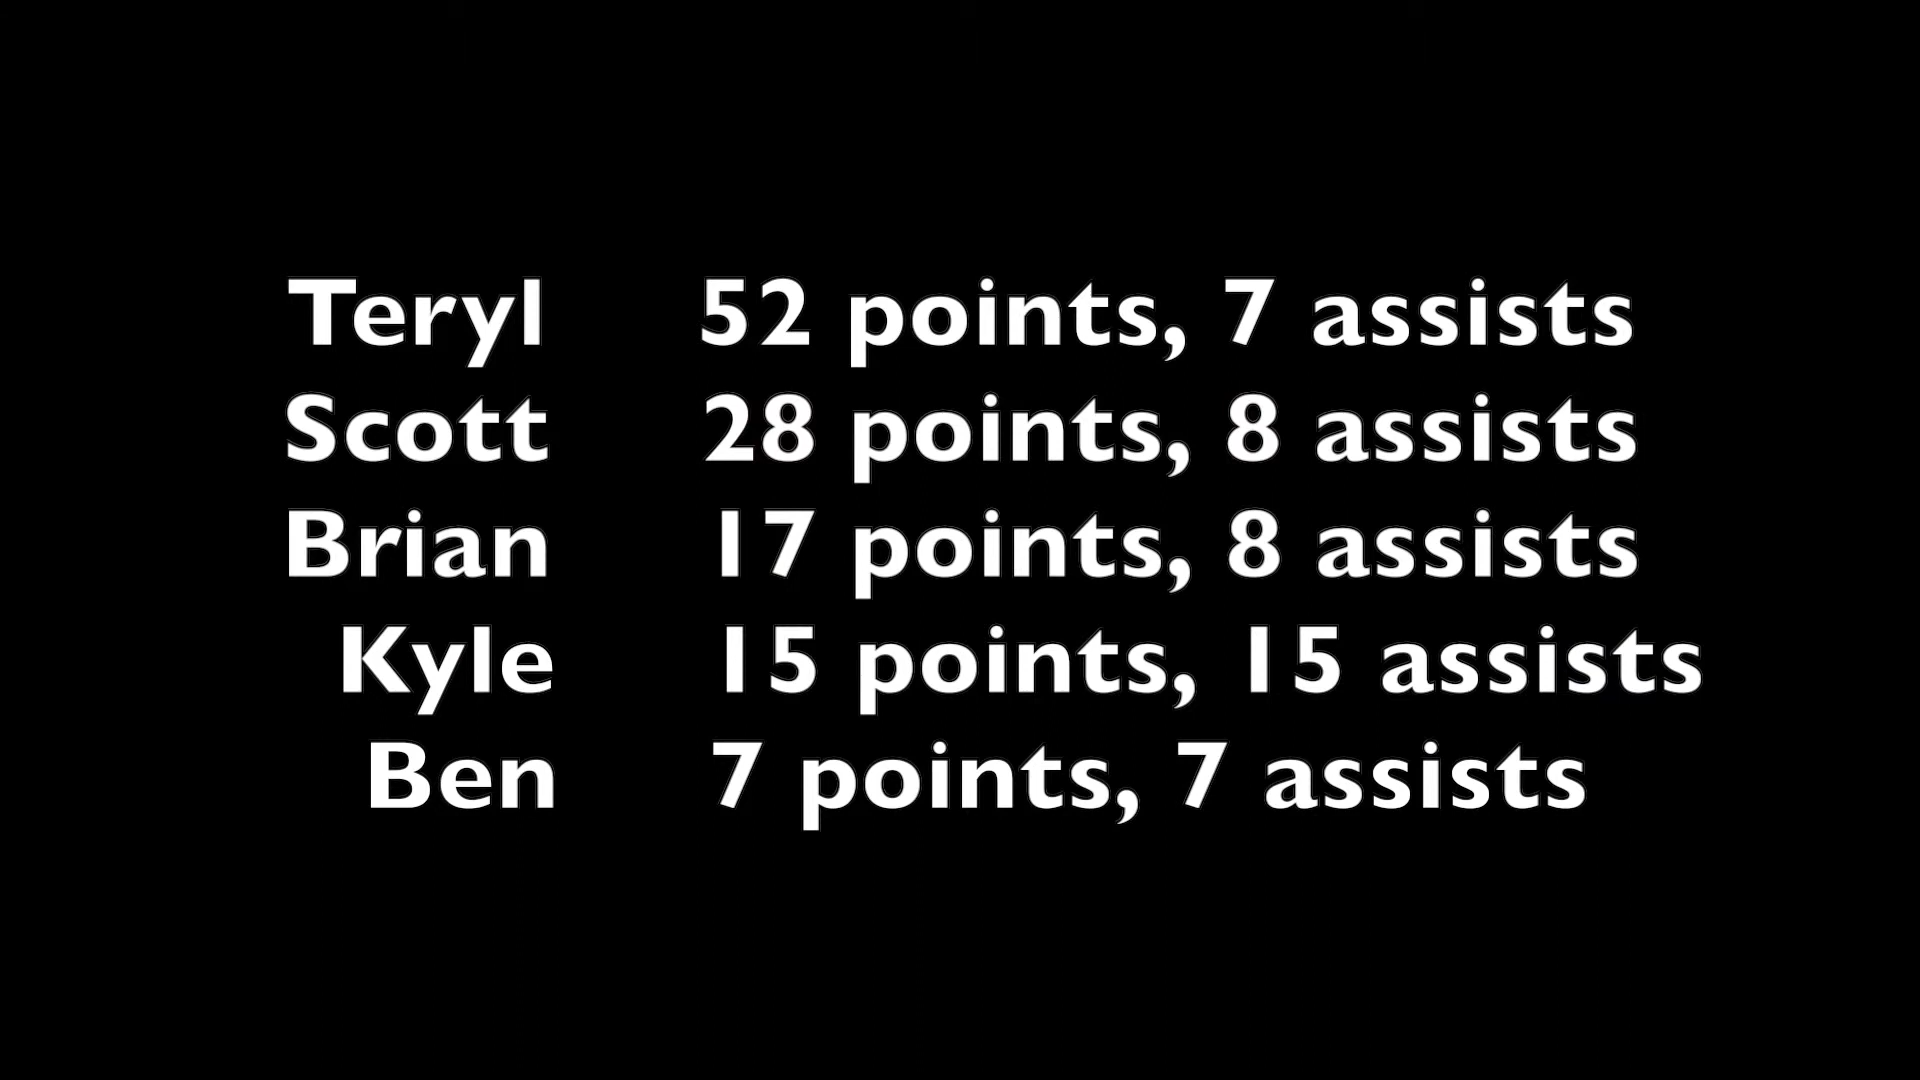 Teryl 52 points, 7 assists
Scott 28 points, 8 assists
Brian 17 points, 8 assists
Kyle 15 points, 15 assists
Ben 7 points, 7 assists